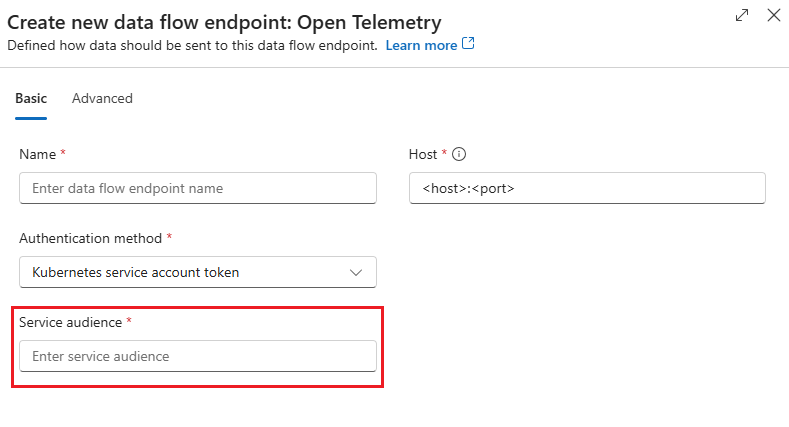 Create new data flow endpoint: Open Telemetry
Defined how data should be sent to this data flow endpoint. Learn more
Basic Advanced
Name *
Enter data flow endpoint name
Host *
<host>:<port>
Authentication method *
Kubernetes service account token
Service audience *
Enter service audience